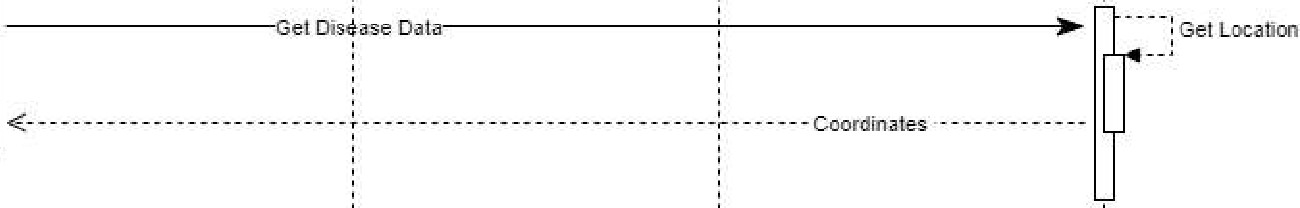 Get Disease Data
Get Location
Coordinates